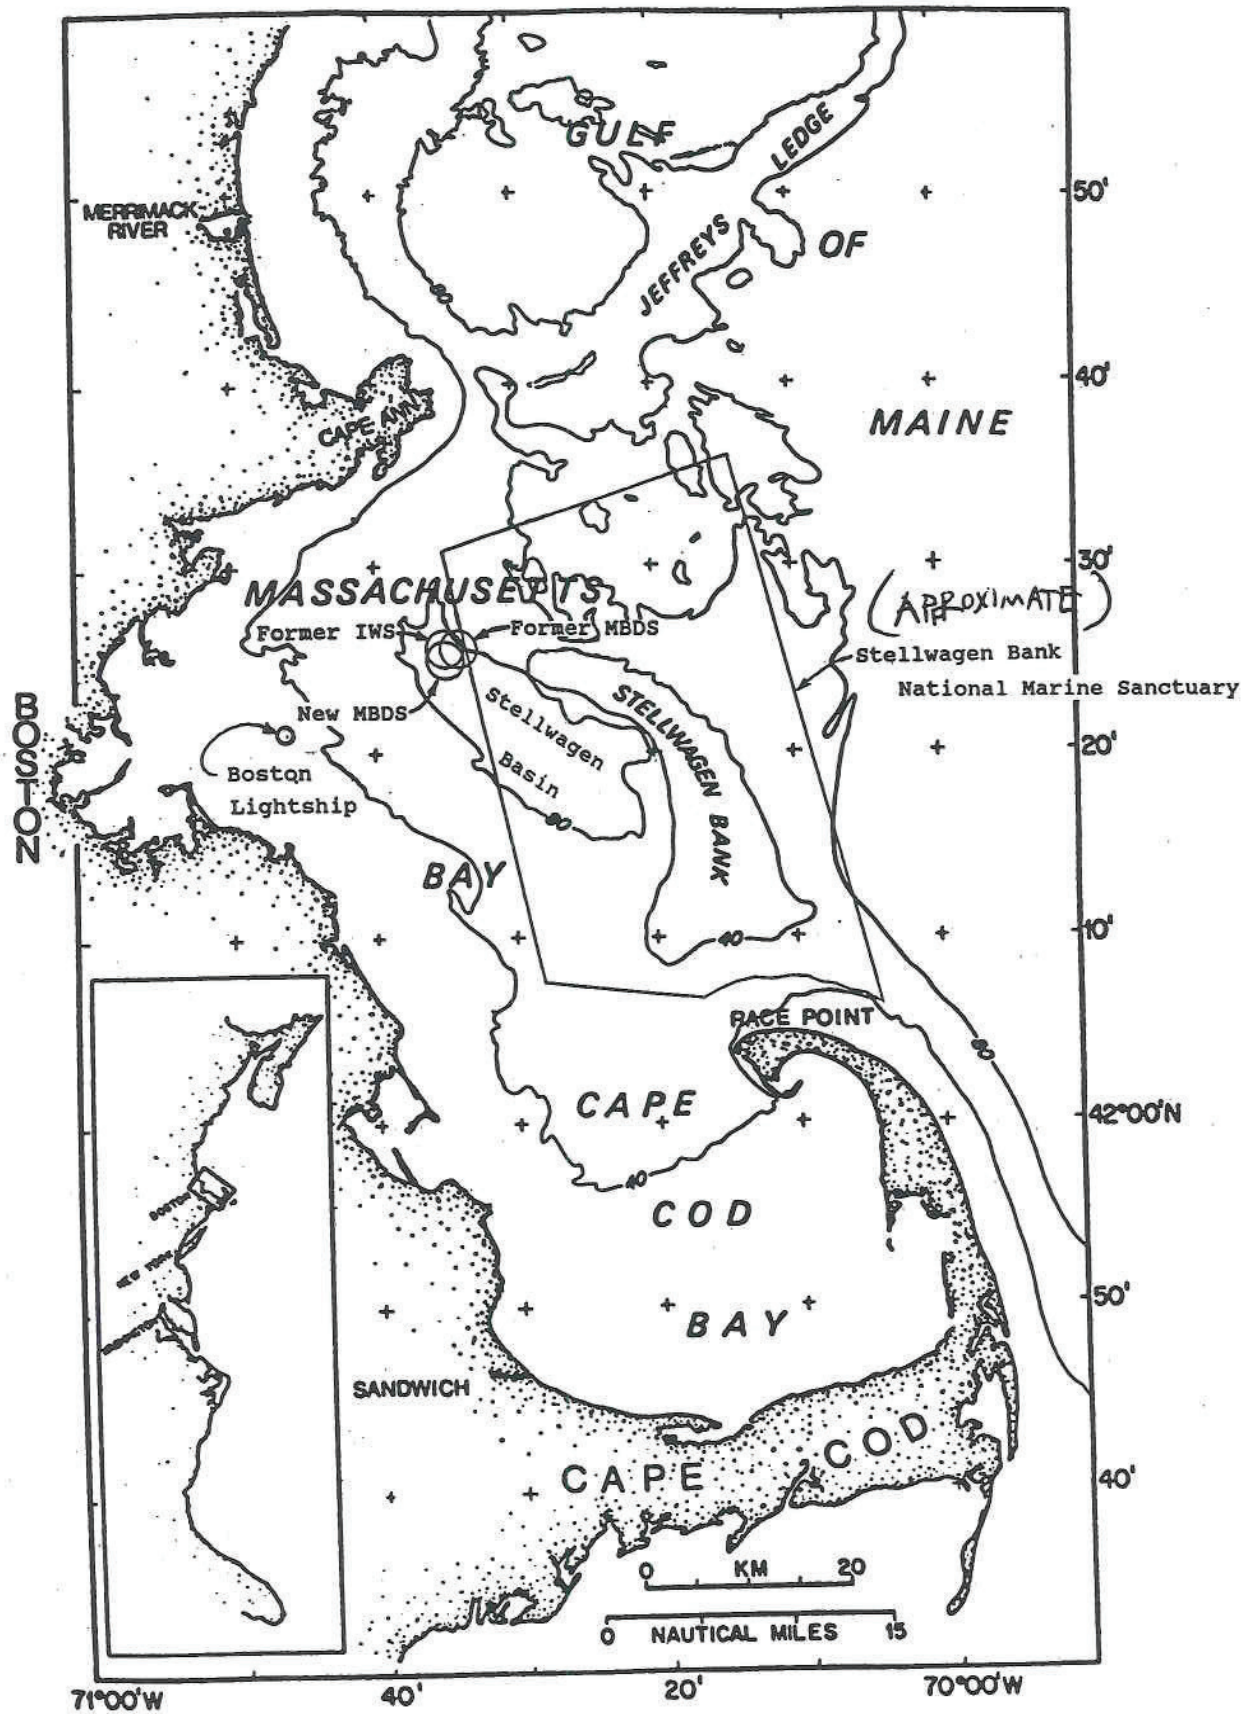 GULF
LEDGE
50'
MERRIMACK
RIVER
JEFFREYS
OF
80
40'
MAINE
CAPE ANN
30'
MASSACHUSETTS
(APPROXIMATE)
Former IWS
Former MBDS
Stellwagen Bank
National Marine Sanctuary
STELLWAGEN BANK
Stellwagen
Basin
New MBDS
BOSTON
20'
Boston
Lightship
80
BAY
10'
40
RACE POINT
80
CAPE
42°00'N
40
COD
BOSTON
NEW YORK
50'
BAY
SANDWICH
COD
CAPE
40'
0 KM 20
0 NAUTICAL MILES 15
71°00'W
40'
20'
70°00'W